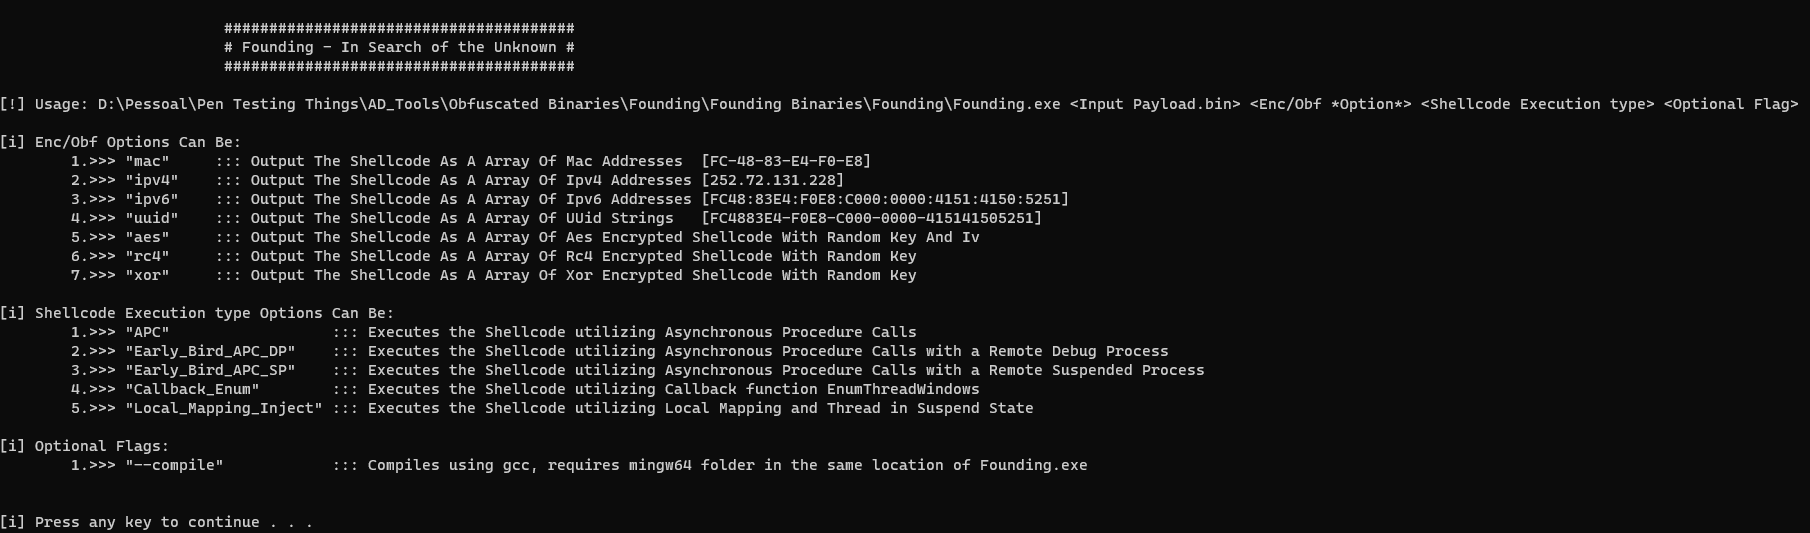 #######################################
# Founding - In Search of the Unknown #
#######################################
[!] Usage: D:\Pessoal\Pen Testing Things\AD_Tools\Obfuscated Binaries\Founding\Founding Binaries\Founding\Founding.exe <Input Payload.bin> <Enc/Obf *Option*> <Shellcode Execution type> <Optional Flag>
[i] Enc/Obf Options Can Be:
1.>>> "mac"     ::: Output The Shellcode As A Array Of Mac Addresses  [FC-48-83-E4-F0-E8]
2.>>> "ipv4"    ::: Output The Shellcode As A Array Of Ipv4 Addresses [252.72.131.228]
3.>>> "ipv6"    ::: Output The Shellcode As A Array Of Ipv6 Addresses [FC48:83E4:F0E8:C000:0000:4151:4150:5251]
4.>>> "uuid"    ::: Output The Shellcode As A Array Of UUid Strings   [FC4883E4-F0E8-C000-0000-415141505251]
5.>>> "aes"     ::: Output The Shellcode As A Array Of Aes Encrypted Shellcode With Random Key And Iv
6.>>> "rc4"     ::: Output The Shellcode As A Array Of Rc4 Encrypted Shellcode With Random Key
7.>>> "xor"     ::: Output The Shellcode As A Array Of Xor Encrypted Shellcode With Random Key
[i] Shellcode Execution type Options Can Be:
1.>>> "APC"                  ::: Executes the Shellcode utilizing Asynchronous Procedure Calls
2.>>> "Early_Bird_APC_DP"    ::: Executes the Shellcode utilizing Asynchronous Procedure Calls with a Remote Debug Process
3.>>> "Early_Bird_APC_SP"    ::: Executes the Shellcode utilizing Asynchronous Procedure Calls with a Remote Suspended Process
4.>>> "Callback_Enum"        ::: Executes the Shellcode utilizing Callback function EnumThreadWindows
5.>>> "Local_Mapping_Inject" ::: Executes the Shellcode utilizing Local Mapping and Thread in Suspend State
[i] Optional Flags:
1.>>> "--compile"            ::: Compiles using gcc, requires mingw64 folder in the same location of Founding.exe
[i] Press any key to continue . . .